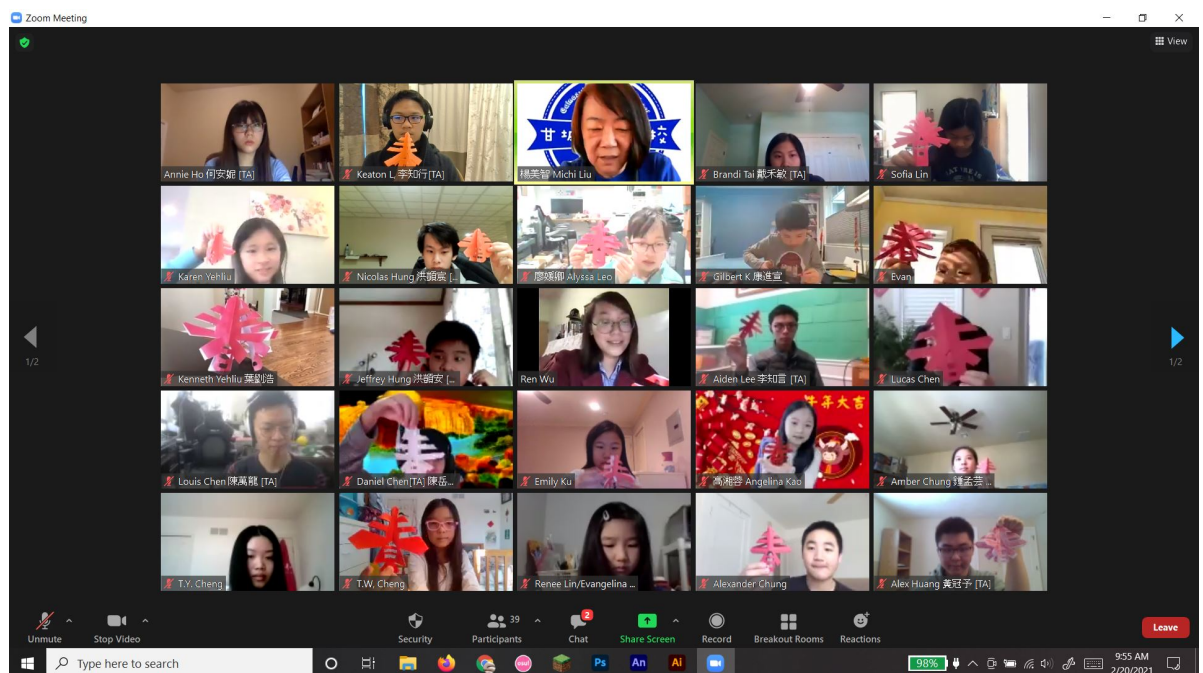 Zoom Meeting
View
Annie Ho 何安妮 [TA]
Keaton L. 李知行[TA]
楊美智 Michi Liu
Brandi Tai 戴禾敏 [TA]
Sofia Lin
Karen Yehliu
Nicolas Hung 洪韻宸 [...
廖媛卿 Alyssa Leo
Gilbert K 康進宣
Evan
Kenneth Yehliu 葉劉浩
Jeffrey Hung 洪韻安 [...
Ren Wu
Aiden Lee 李知言 [TA]
Lucas Chen
1/2
1/2
Louis Chen 陳萬龍 [TA]
Daniel Chen[TA] 陳岳...
Emily Ku
牛年大吉
高湘蓉 Angelina Kao
Amber Chung 鍾孟芸 ...
T.Y. Cheng
T.W. Cheng
Renee Lin/Evangelina ...
Alexander Chung
Alex Huang 黃冠予 [TA]
Unmute
Stop Video
Security
Participants
39
Chat
2
Share Screen
Record
Breakout Rooms
Reactions
Leave
Type here to search
osu!
Ps
An
Ai
98%
9:55 AM
2/20/2021